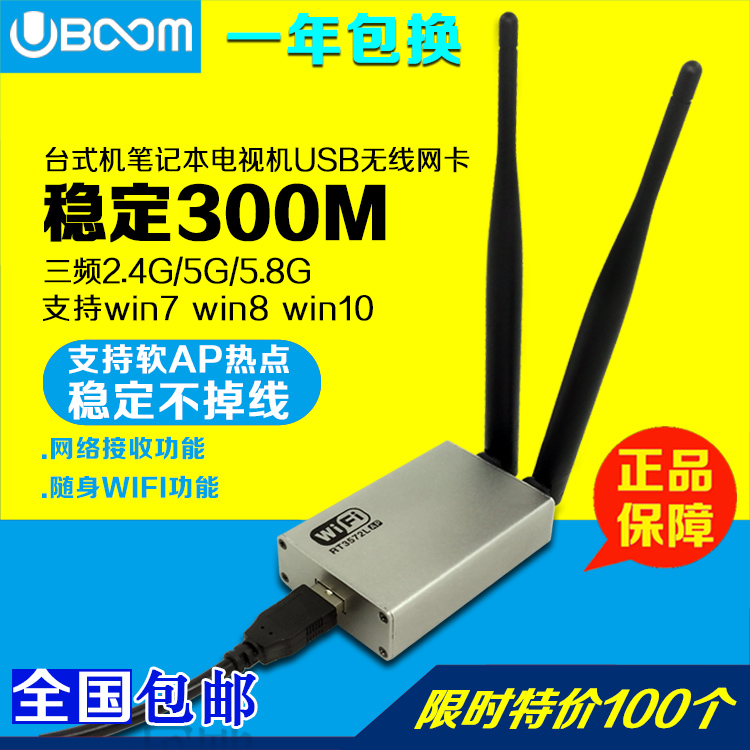 UBOOM
一年包换
台式机笔记本电视机USB无线网卡
稳定300M
三频2.4G/5G/5.8G
支持win7 win8 win10
支持软AP热点
稳定不掉线
.网络接收功能
.随身WIFI功能
正品
保障
WiFi
RT3572L AP
全国包邮
限时特价100个